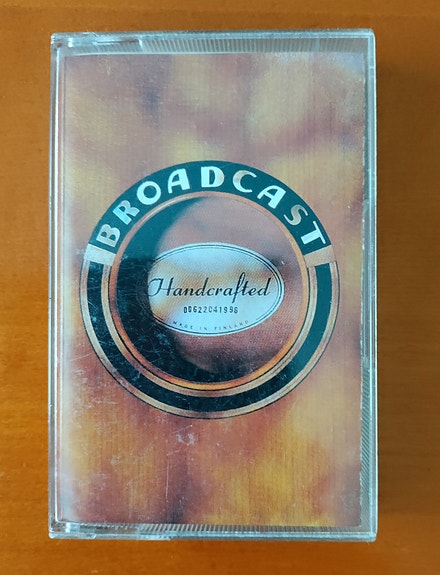 BROADCAST
Handcrafted
00622041996
MADE IN FINLAND